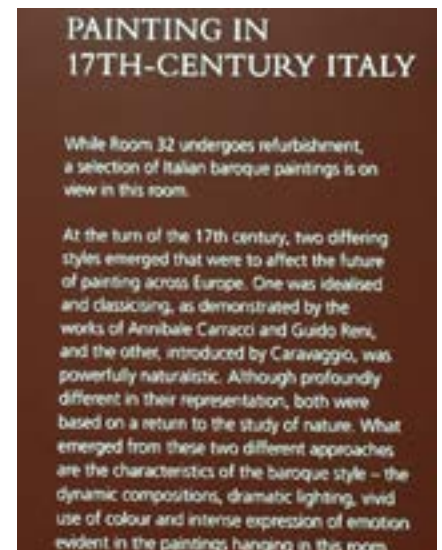 PAINTING IN
17TH-CENTURY ITALY
While Room 32 undergoes refurbishment,
a selection of Italian baroque paintings is on
view in this room.
At the turn of the 17th century, two differing
styles emerged that were to affect the future
of painting across Europe. One was idealised
and classicising, as demonstrated by the
works of Annibale Carracci and Guido Reni,
and the other, introduced by Caravaggio, was
powerfully naturalistic. Although profoundly
different in their representation, both were
based on a return to the study of nature. What
emerged from these two different approaches
are the characteristics of the baroque style – the
dynamic compositions, dramatic lighting, vivid
use of colour and intense expression of emotion
evident in the paintings hanging in this room.